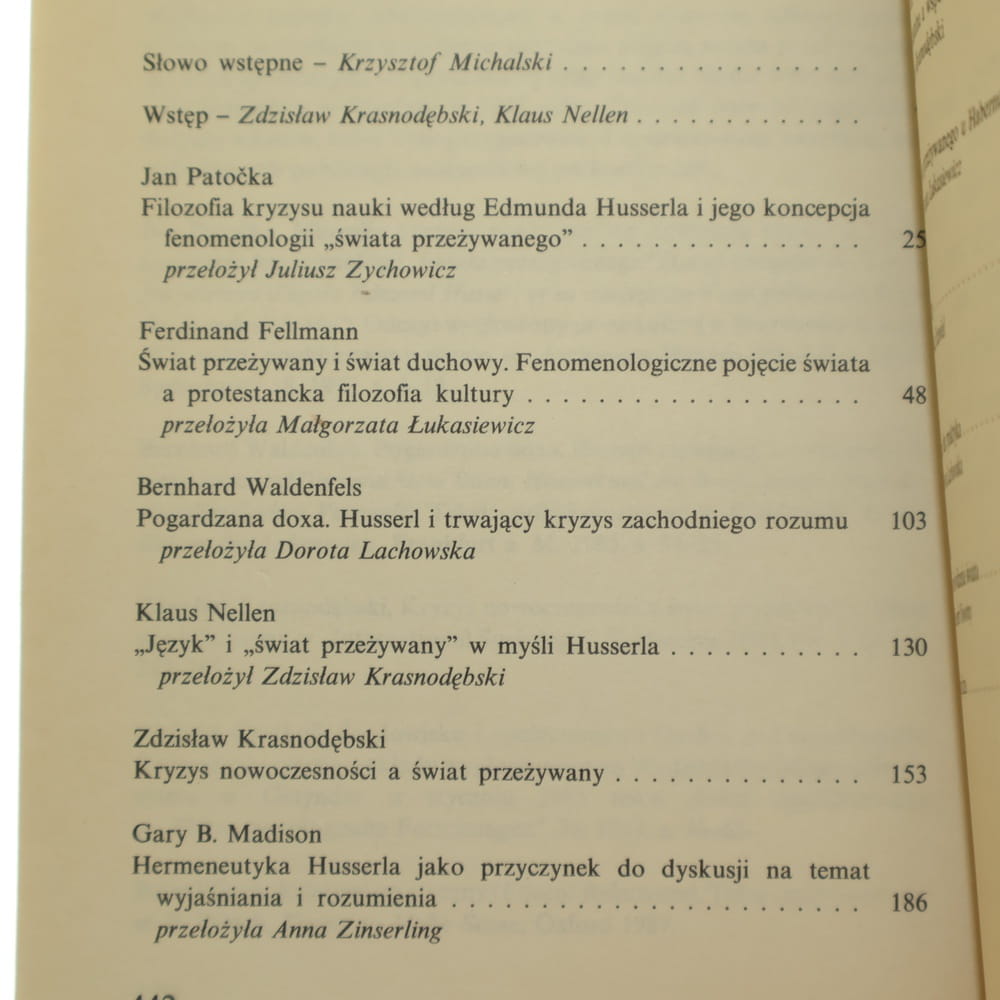 Słowo wstępne – Krzysztof Michalski . . . . . . . . . . . . . . . .
Wstęp – Zdzisław Krasnodębski, Klaus Nellen . . . . . . . . . . . .
Jan Patočka
Filozofia kryzysu nauki według Edmunda Husserla i jego koncepcja
fenomenologii „świata przeżywanego” . . . . . . . . . . . . . . . 25
przełożył Juliusz Zychowicz
Ferdinand Fellmann
Świat przeżywany i świat duchowy. Fenomenologiczne pojęcie świata
a protestancka filozofia kultury . . . . . . . . . . . . . . . . . . 48
przełożyła Małgorzata Łukasiewicz
Bernhard Waldenfels
Pogardzana doxa. Husserl i trwający kryzys zachodniego rozumu 103
przełożyła Dorota Lachowska
Klaus Nellen
„Język” i „świat przeżywany” w myśli Husserla . . . . . . . . . . . 130
przełożył Zdzisław Krasnodębski
Zdzisław Krasnodębski
Kryzys nowoczesności a świat przeżywany . . . . . . . . . . . . . . 153
Gary B. Madison
Hermeneutyka Husserla jako przyczynek do dyskusji na temat
wyjaśniania i rozumienia . . . . . . . . . . . . . . . . . . . . . . . 186
przełożyła Anna Zinserling